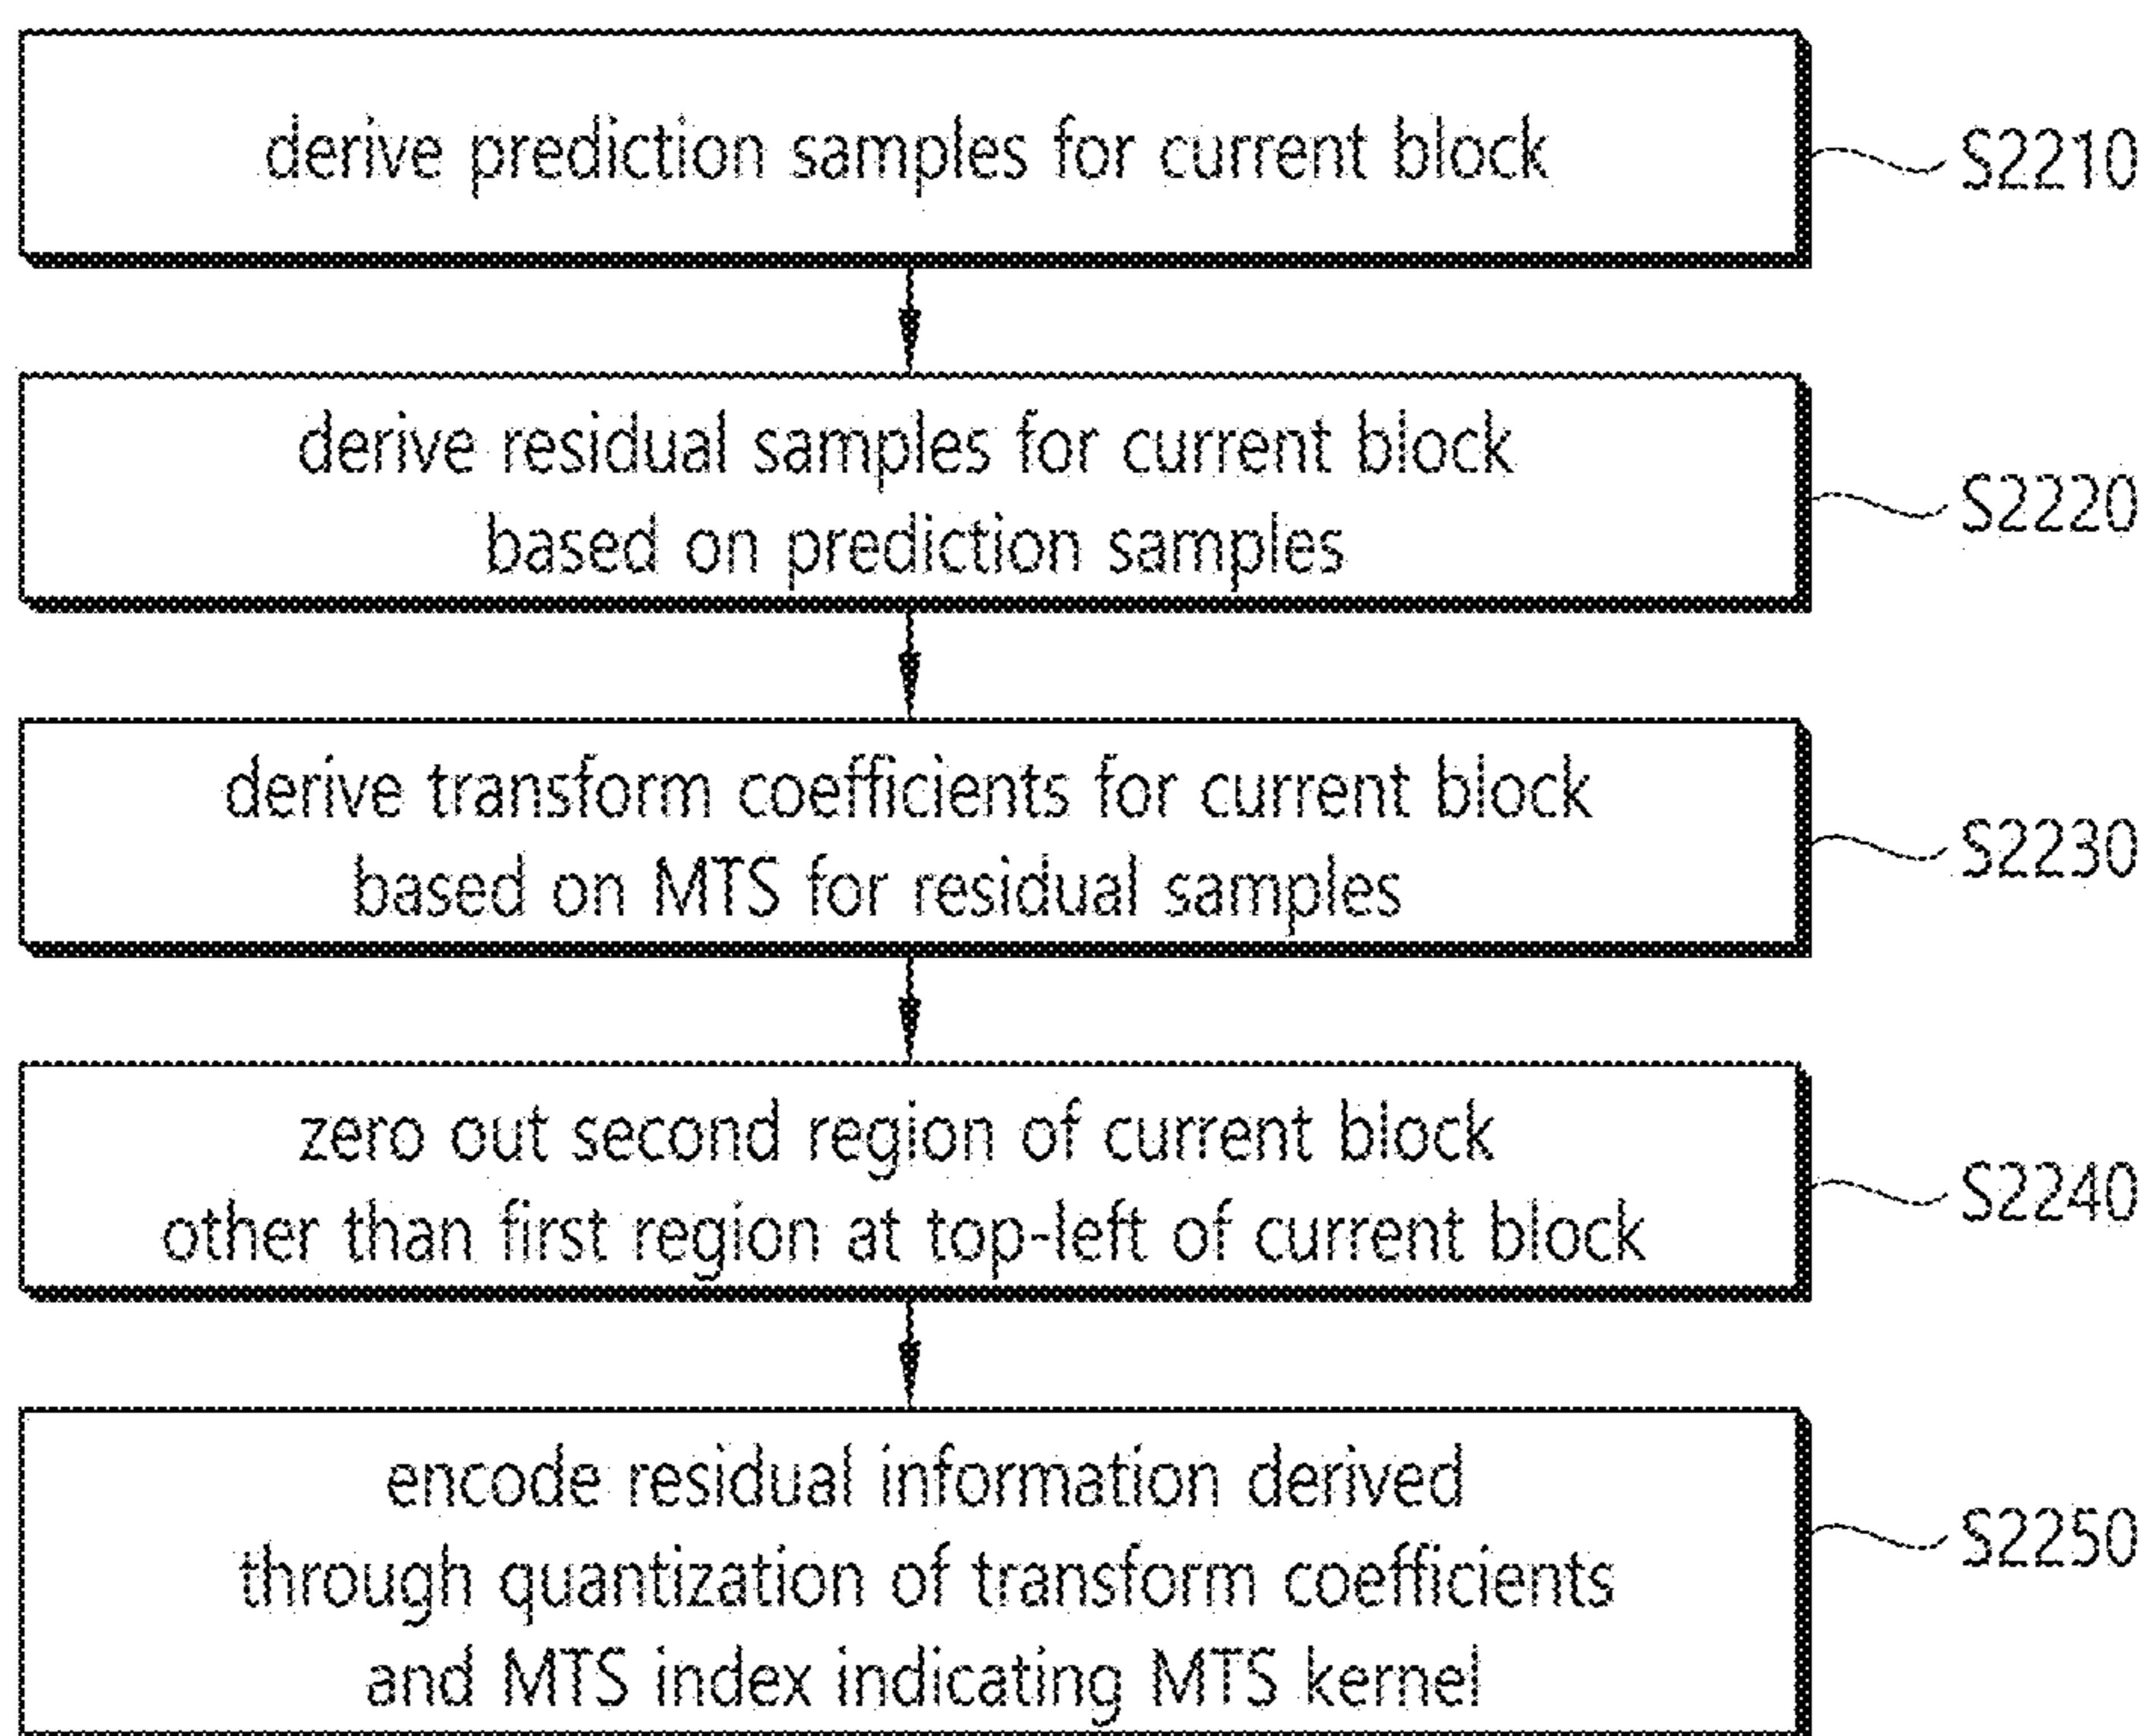 derive prediction samples for current block
S2210
derive residual samples for current block
based on prediction samples
S2220
derive transform coefficients for current block
based on MTS for residual samples
S2230
zero out second region of current block
other than first region at top-left of current block
S2240
encode residual information derived
through quantization of transform coefficients
and MTS index indicating MTS kernel
S2250